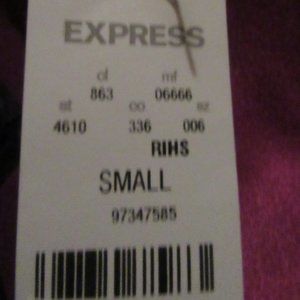 EXPRESS
cl mf
863 06666
st co sz
4610 336 006
RIHS
SMALL
97347585